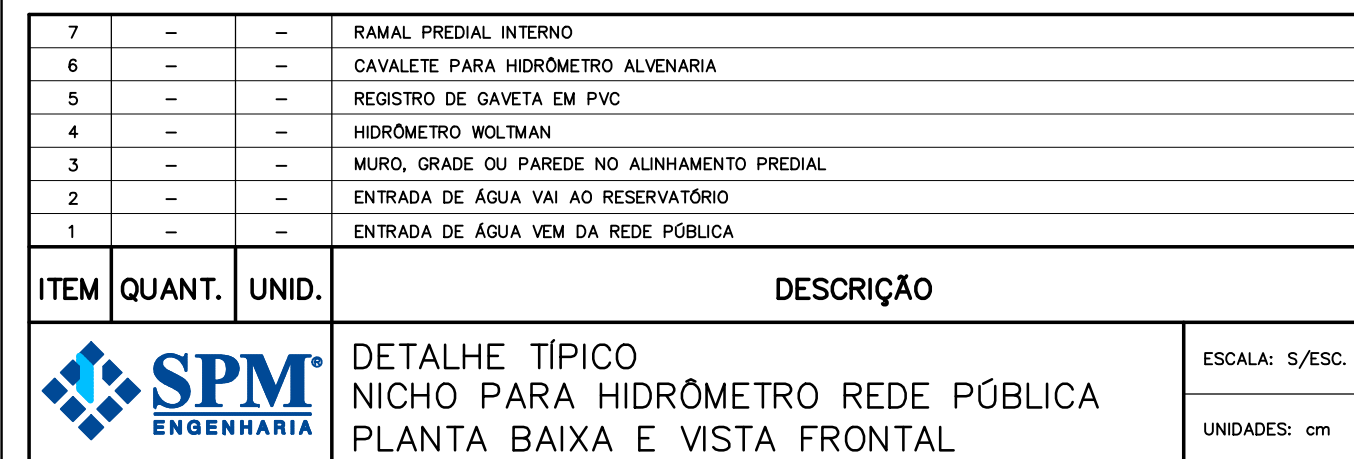 7 – – RAMAL PREDIAL INTERNO
6 – – CAVALETE PARA HIDRÔMETRO ALVENARIA
5 – – REGISTRO DE GAVETA EM PVC
4 – – HIDRÔMETRO WOLTMAN
3 – – MURO, GRADE OU PAREDE NO ALINHAMENTO PREDIAL
2 – – ENTRADA DE ÁGUA VAI AO RESERVATÓRIO
1 – – ENTRADA DE ÁGUA VEM DA REDE PÚBLICA
ITEM QUANT. UNID. DESCRIÇÃO
SPM®
ENGENHARIA
DETALHE TÍPICO
NICHO PARA HIDRÔMETRO REDE PÚBLICA
PLANTA BAIXA E VISTA FRONTAL
ESCALA: S/ESC.
UNIDADES: cm